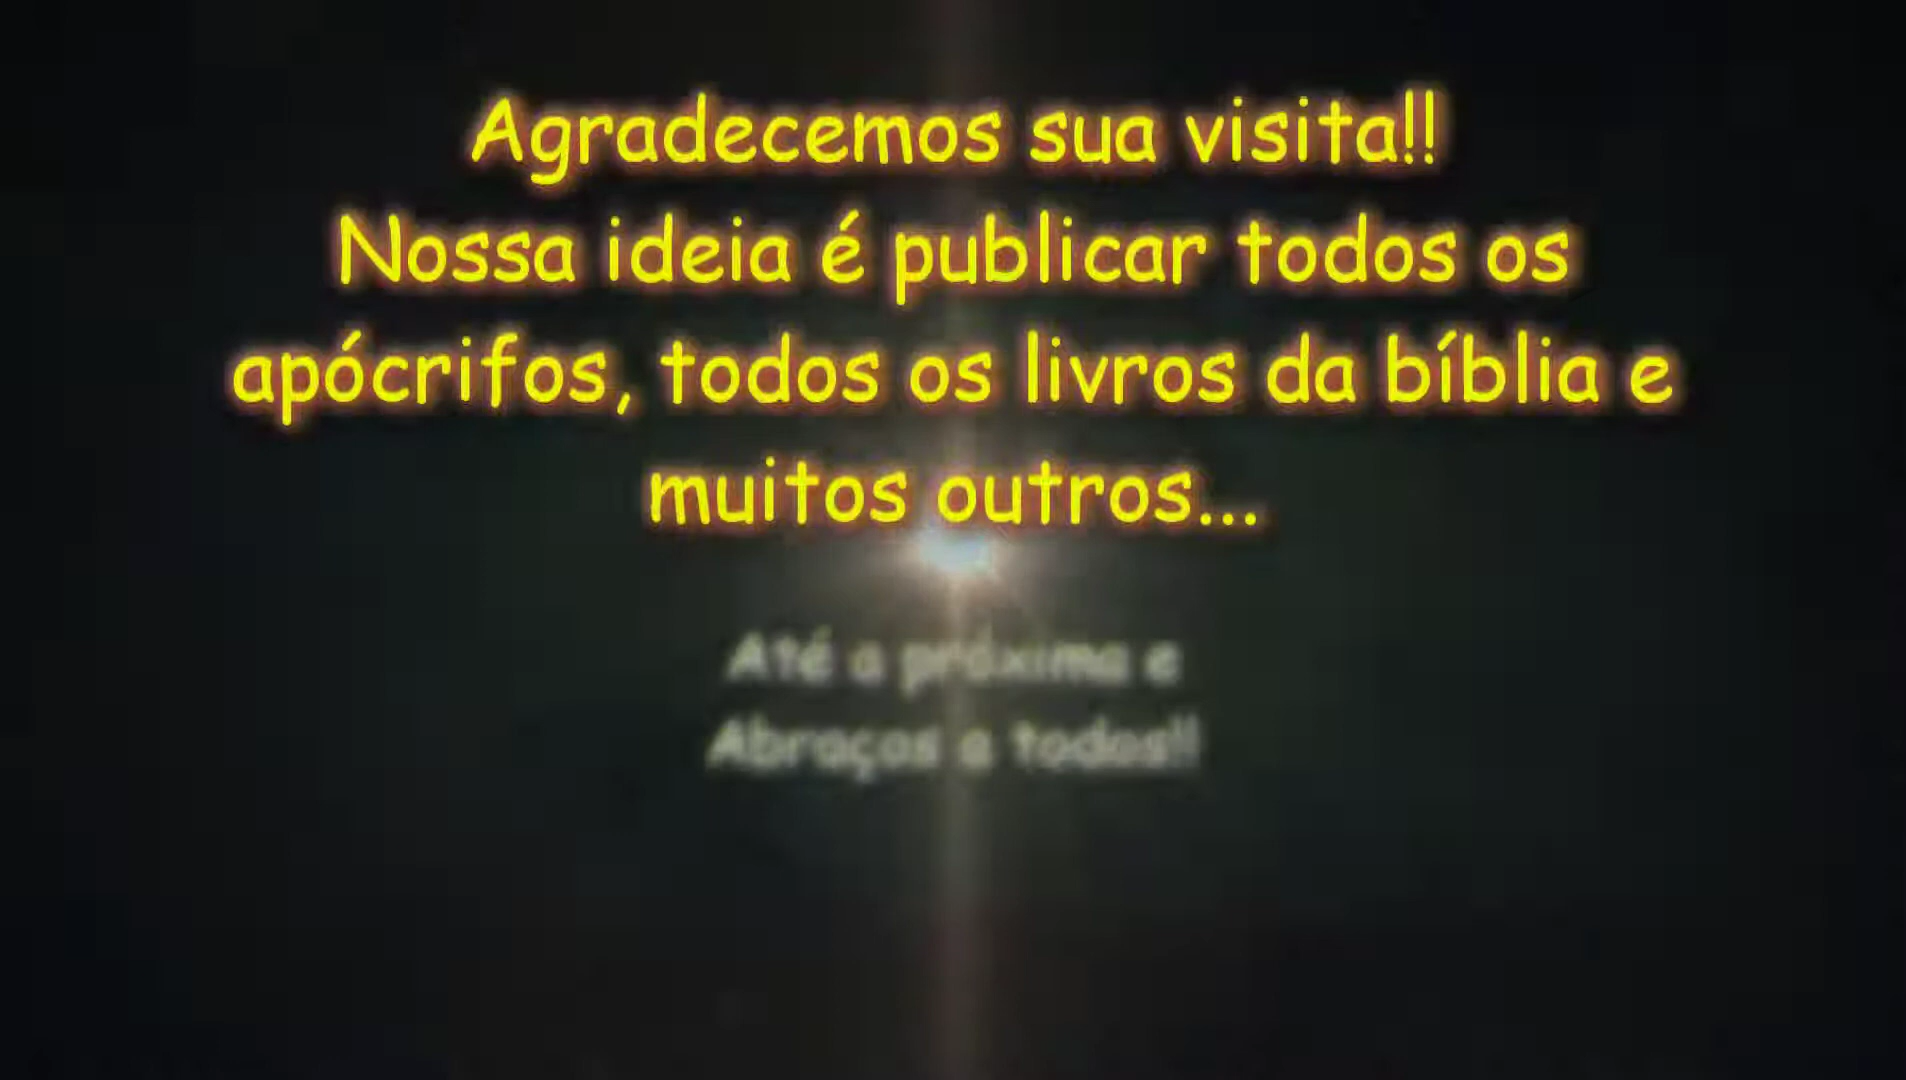 Agradecemos sua visita!!
Nossa ideia é publicar todos os
apócrifos, todos os livros da bíblia e
muitos outros...
Até a próxima e
Abraços a todos!!